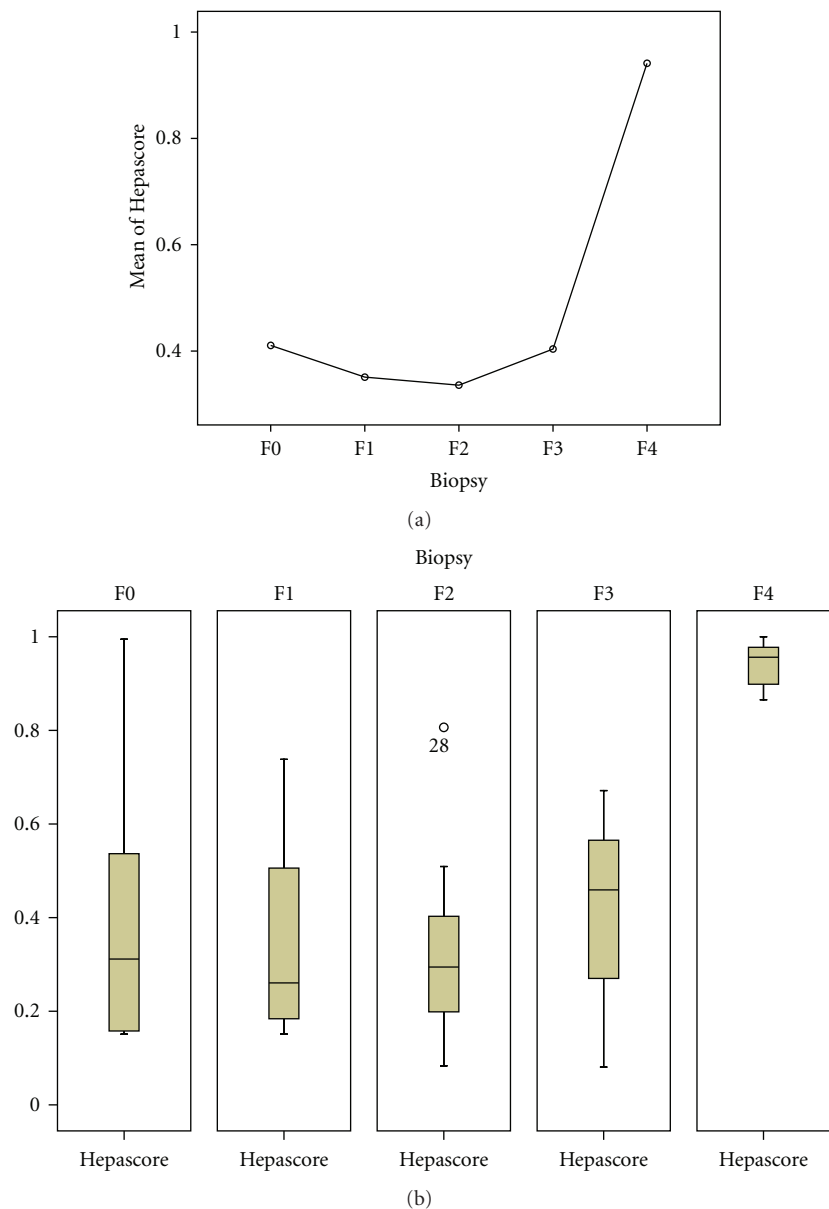 1
0.8
0.6
0.4
Mean of Hepascore
F0 F1 F2 F3 F4
Biopsy
(a)
Biopsy
F0 F1 F2 F3 F4
1
0.8
0.6
0.4
0.2
0
28
Hepascore Hepascore Hepascore Hepascore Hepascore
(b)